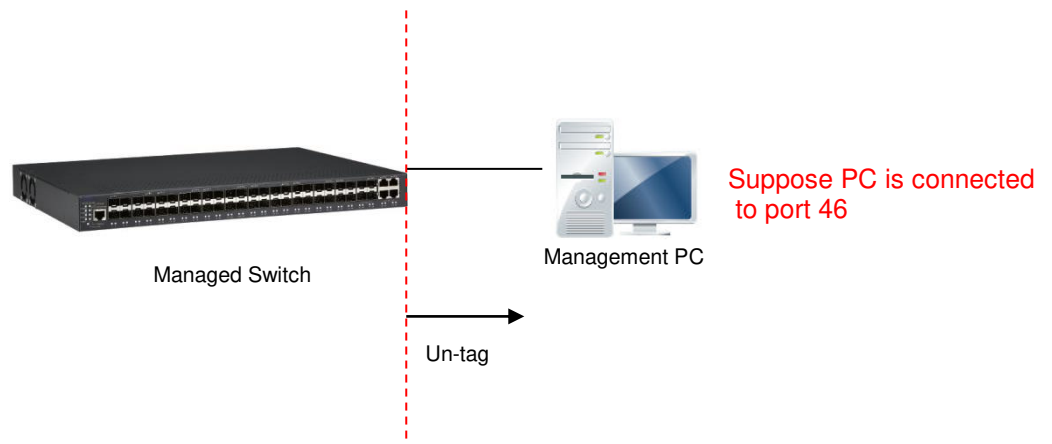 Suppose PC is connected
to port 46
Management PC
Managed Switch
Un-tag